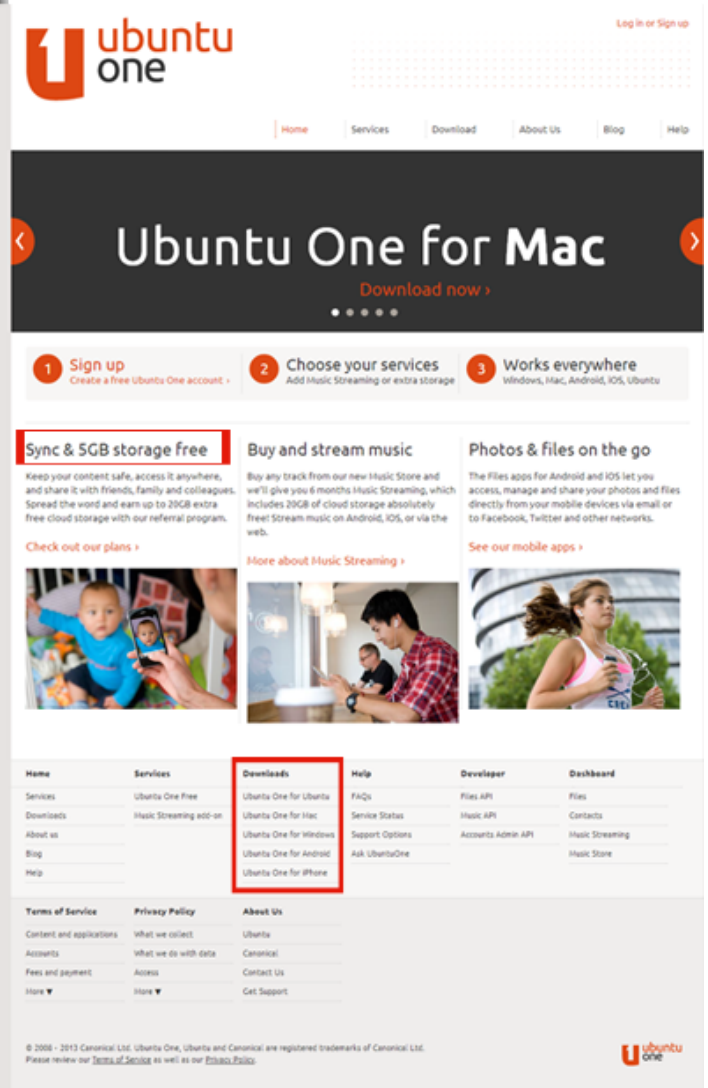 Log in or Sign up
ubuntu
one
Home Services Download About Us Blog Help
Ubuntu One for Mac
Download now ›
1 Sign up
Create a free Ubuntu One account ›
2 Choose your services
Add Music Streaming or extra storage
3 Works everywhere
Windows, Mac, Android, iOS, Ubuntu
Sync & 5GB storage free
Keep your content safe, access it anywhere,
and share it with friends, family and colleagues.
Spread the word and earn up to 20GB extra
free cloud storage with our referral program.
Check out our plans ›
Buy and stream music
Buy any track from our new Music Store and
we'll give you 6 months Music Streaming, which
includes 20GB of cloud storage absolutely
free! Stream music on Android, iOS, or via the
web.
More about Music Streaming ›
Photos & files on the go
The Files apps for Android and iOS let you
access, manage and share your photos and files
directly from your mobile devices via email or
to Facebook, Twitter and other networks.
See our mobile apps ›
Home
Services
Downloads
About us
Blog
Help
Services
Ubuntu One Free
Music Streaming add-on
Downloads
Ubuntu One for Ubuntu
Ubuntu One for Mac
Ubuntu One for Windows
Ubuntu One for Android
Ubuntu One for iPhone
Help
FAQs
Service Status
Support Options
Ask UbuntuOne
Developer
Files API
Music API
Accounts Admin API
Dashboard
Files
Contacts
Music Streaming
Music Store
Terms of Service
Content and applications
Accounts
Fees and payment
More ▼
Privacy Policy
What we collect
What we do with data
Access
More ▼
About Us
Ubuntu
Canonical
Contact Us
Get Support
© 2008 - 2013 Canonical Ltd. Ubuntu One, Ubuntu and Canonical are registered trademarks of Canonical Ltd.
Please review our Terms of Service as well as our Privacy Policy.
ubuntu
one